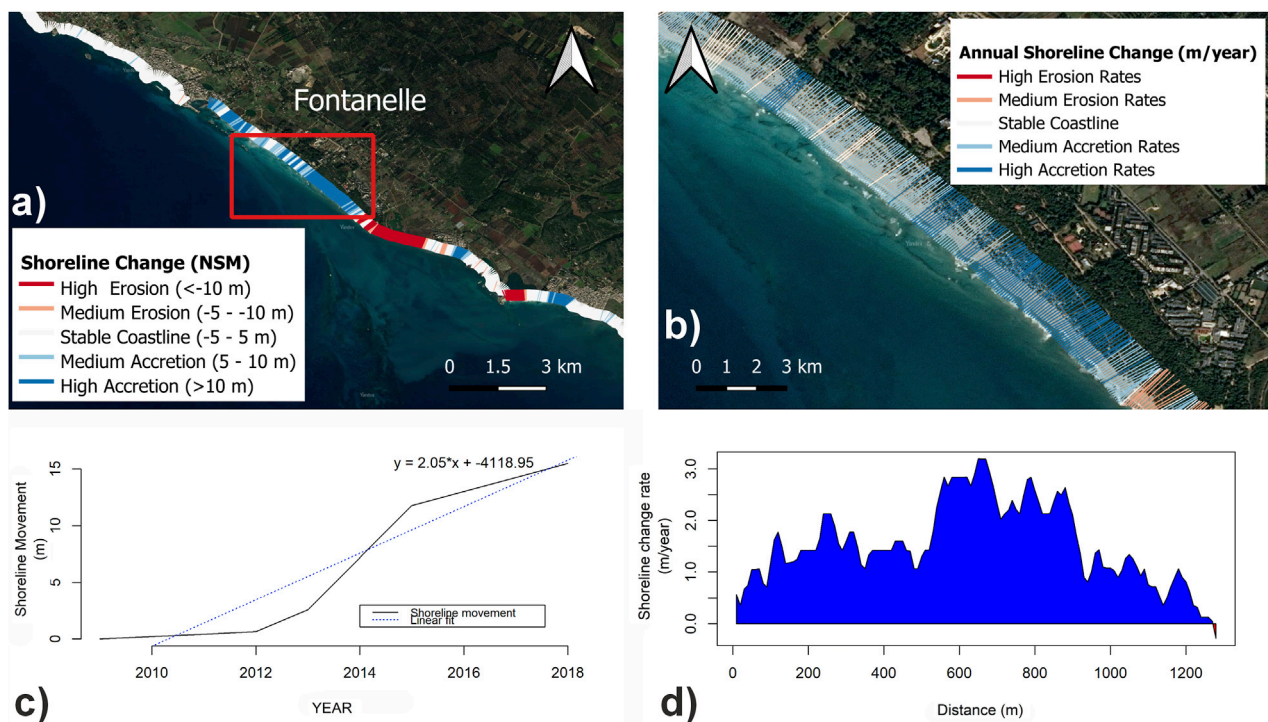 Fontanelle
a)
Shoreline Change (NSM)
High Erosion (<-10 m)
Medium Erosion (-5 - -10 m)
Stable Coastline (-5 - 5 m)
Medium Accretion (5 - 10 m)
High Accretion (>10 m)
0 1.5 3 km
b)
Annual Shoreline Change (m/year)
High Erosion Rates
Medium Erosion Rates
Stable Coastline
Medium Accretion Rates
High Accretion Rates
0 1 2 3 km
c)
y = 2.05*x + -4118.95
Shoreline Movement
(m)
15
10
5
0
Shoreline movement
Linear fit
2010 2012 2014 2016 2018
YEAR
d)
Shoreline change rate
(m/year)
3.0
2.0
1.0
0.0
0 200 400 600 800 1000 1200
Distance (m)